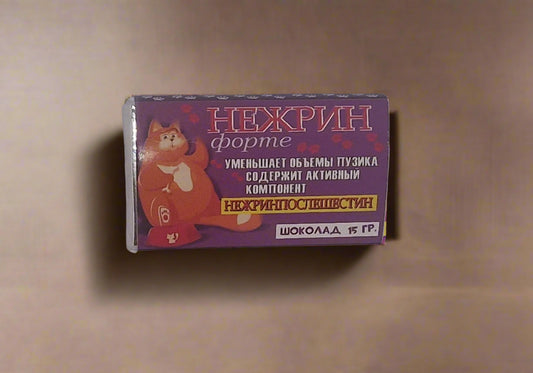 НЕЖРИН
форте
УМЕНЬШАЕТ ОБЪЕМЫ ПУЗИКА
СОДЕРЖИТ АКТИВНЫЙ
КОМПОНЕНТ
НЕЖРИНПОСЛЕШЕСТИН
ШОКОЛАД 15 ГР.